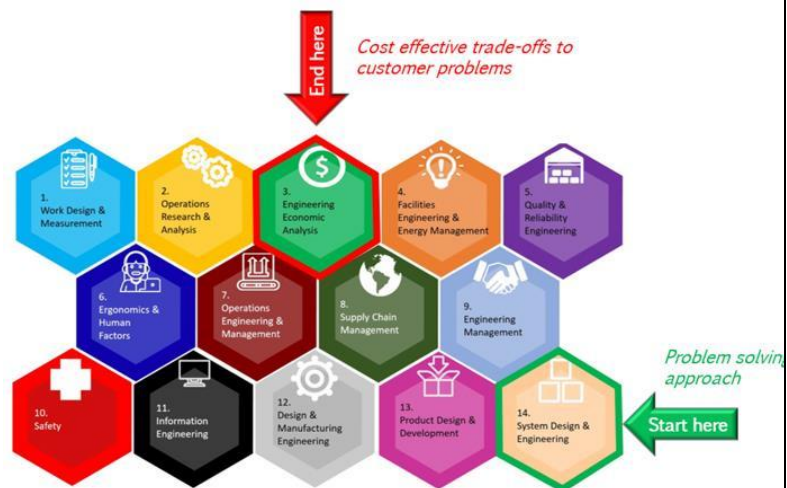 End here
Cost effective trade-offs to
customer problems
1.
Work Design &
Measurement
2.
Operations
Research &
Analysis
3.
Engineering
Economic
Analysis
4.
Facilities
Engineering &
Energy Management
5.
Quality &
Reliability
Engineering
6.
Ergonomics &
Human
Factors
7.
Operations
Engineering &
Management
8.
Supply Chain
Management
9.
Engineering
Management
Problem solving
approach
Start here
10.
Safety
11.
Information
Engineering
12.
Design &
Manufacturing
Engineering
13.
Product Design &
Development
14.
System Design &
Engineering